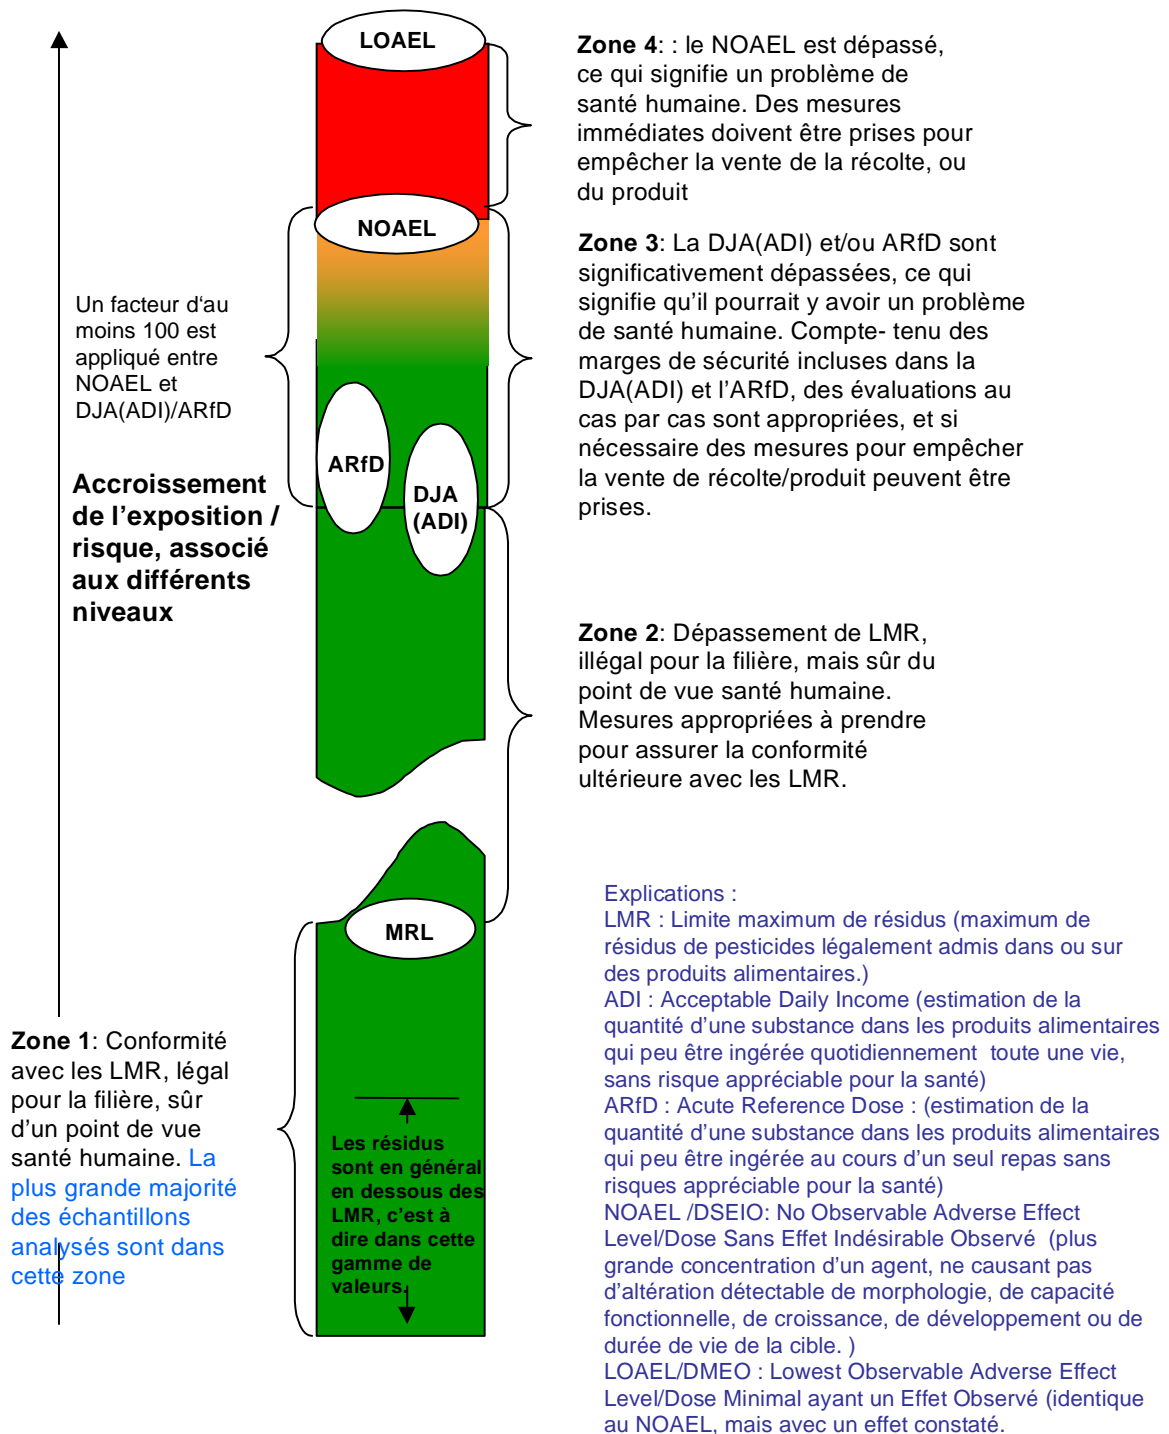 LOAEL
Zone 4: : le NOAEL est dépassé,
ce qui signifie un problème de
santé humaine. Des mesures
immédiates doivent être prises pour
empêcher la vente de la récolte, ou
du produit
NOAEL
Zone 3: La DJA(ADI) et/ou ARfD sont
significativement dépassées, ce qui
signifie qu'il pourrait y avoir un problème
de santé humaine. Compte- tenu des
marges de sécurité incluses dans la
DJA(ADI) et l'ARfD, des évaluations au
cas par cas sont appropriées, et si
nécessaire des mesures pour empêcher
la vente de récolte/produit peuvent être
prises.
Un facteur d'au
moins 100 est
appliqué entre
NOAEL et
DJA(ADI)/ARfD
ARfD
DJA
(ADI)
Accroissement
de l'exposition /
risque, associé
aux différents
niveaux
Zone 2: Dépassement de LMR,
illégal pour la filière, mais sûr du
point de vue santé humaine.
Mesures appropriées à prendre
pour assurer la conformité
ultérieure avec les LMR.
MRL
Zone 1: Conformité
avec les LMR, légal
pour la filière, sûr
d'un point de vue
santé humaine. La
plus grande majorité
des échantillons
analysés sont dans
cette zone
Les résidus
sont en général
en dessous des
LMR, c'est à
dire dans cette
gamme de
valeurs.
Explications :
LMR : Limite maximum de résidus (maximum de
résidus de pesticides légalement admis dans ou sur
des produits alimentaires.)
ADI : Acceptable Daily Income (estimation de la
quantité d'une substance dans les produits alimentaires
qui peu être ingérée quotidiennement toute une vie,
sans risque appréciable pour la santé)
ARfD : Acute Reference Dose : (estimation de la
quantité d'une substance dans les produits alimentaires
qui peu être ingérée au cours d'un seul repas sans
risques appréciable pour la santé)
NOAEL /DSEIO: No Observable Adverse Effect
Level/Dose Sans Effet Indésirable Observé (plus
grande concentration d'un agent, ne causant pas
d'altération détectable de morphologie, de capacité
fonctionnelle, de croissance, de développement ou de
durée de vie de la cible. )
LOAEL/DMEO : Lowest Observable Adverse Effect
Level/Dose Minimal ayant un Effet Observé (identique
au NOAEL, mais avec un effet constaté.